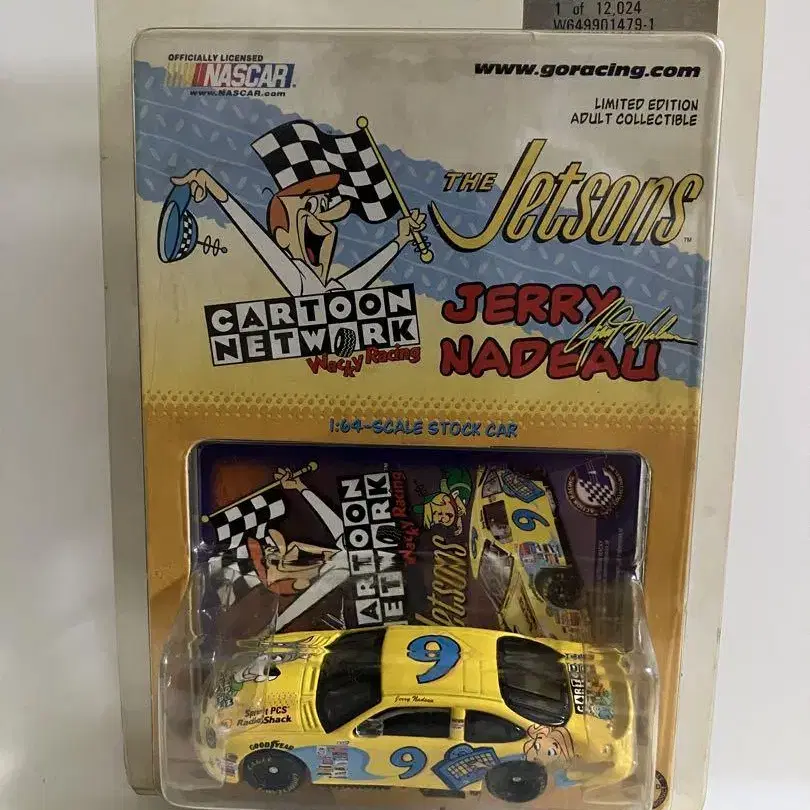 1 of 12,024
W649901479-1
OFFICIALLY LICENSED
NASCAR
www.NASCAR.com
www.goracing.com
LIMITED EDITION
ADULT COLLECTIBLE
THE Jetsons™
CARTOON
NETWORK
Wacky Racing
JERRY
NADEAU
1:64-SCALE STOCK CAR
CARTOON
NETWORK
Wacky Racing
Jetsons
9
9
Jerry Nadeau
Sprint PCS
RadioShack
GOODYEAR
EAGLE
9